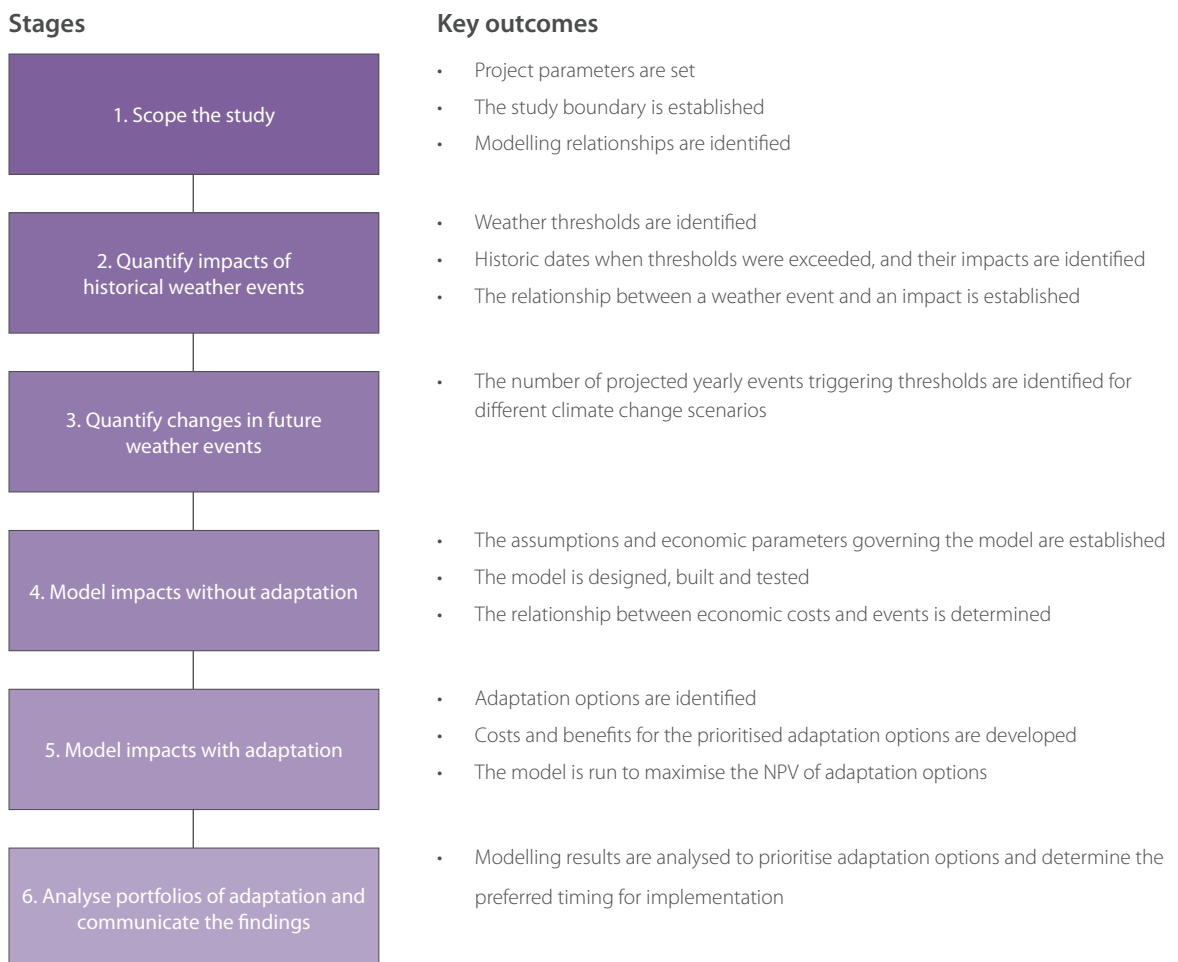 Stages
Key outcomes
1. Scope the study
• Project parameters are set
• The study boundary is established
• Modelling relationships are identified
2. Quantify impacts of
historical weather events
• Weather thresholds are identified
• Historic dates when thresholds were exceeded, and their impacts are identified
• The relationship between a weather event and an impact is established
3. Quantify changes in future
weather events
• The number of projected yearly events triggering thresholds are identified for
different climate change scenarios
4. Model impacts without adaptation
• The assumptions and economic parameters governing the model are established
• The model is designed, built and tested
• The relationship between economic costs and events is determined
5. Model impacts with adaptation
• Adaptation options are identified
• Costs and benefits for the prioritised adaptation options are developed
• The model is run to maximise the NPV of adaptation options
6. Analyse portfolios of adaptation and
communicate the findings
• Modelling results are analysed to prioritise adaptation options and determine the
preferred timing for implementation